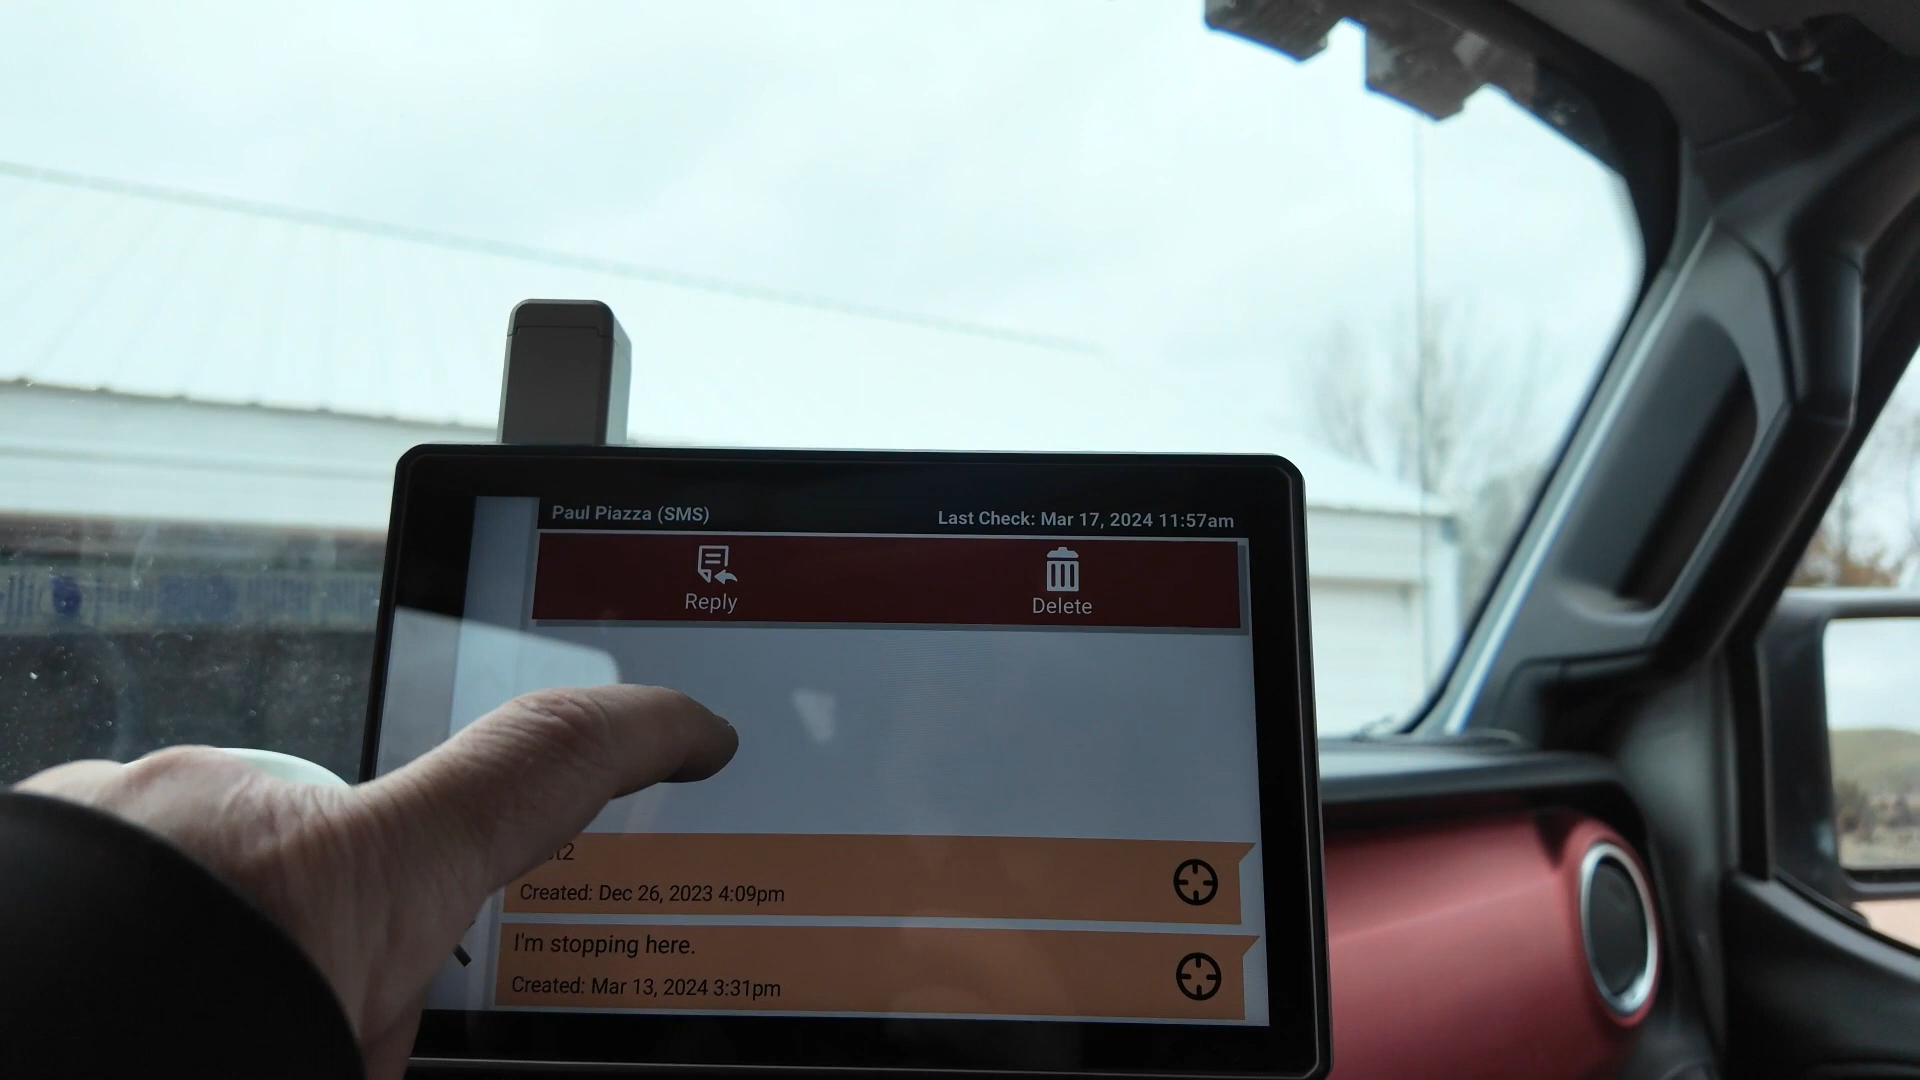 Paul Piazza (SMS)
Last Check: Mar 17, 2024 11:57am
Reply
Delete
Created: Dec 26, 2023 4:09pm
I'm stopping here.
Created: Mar 13, 2024 3:31pm